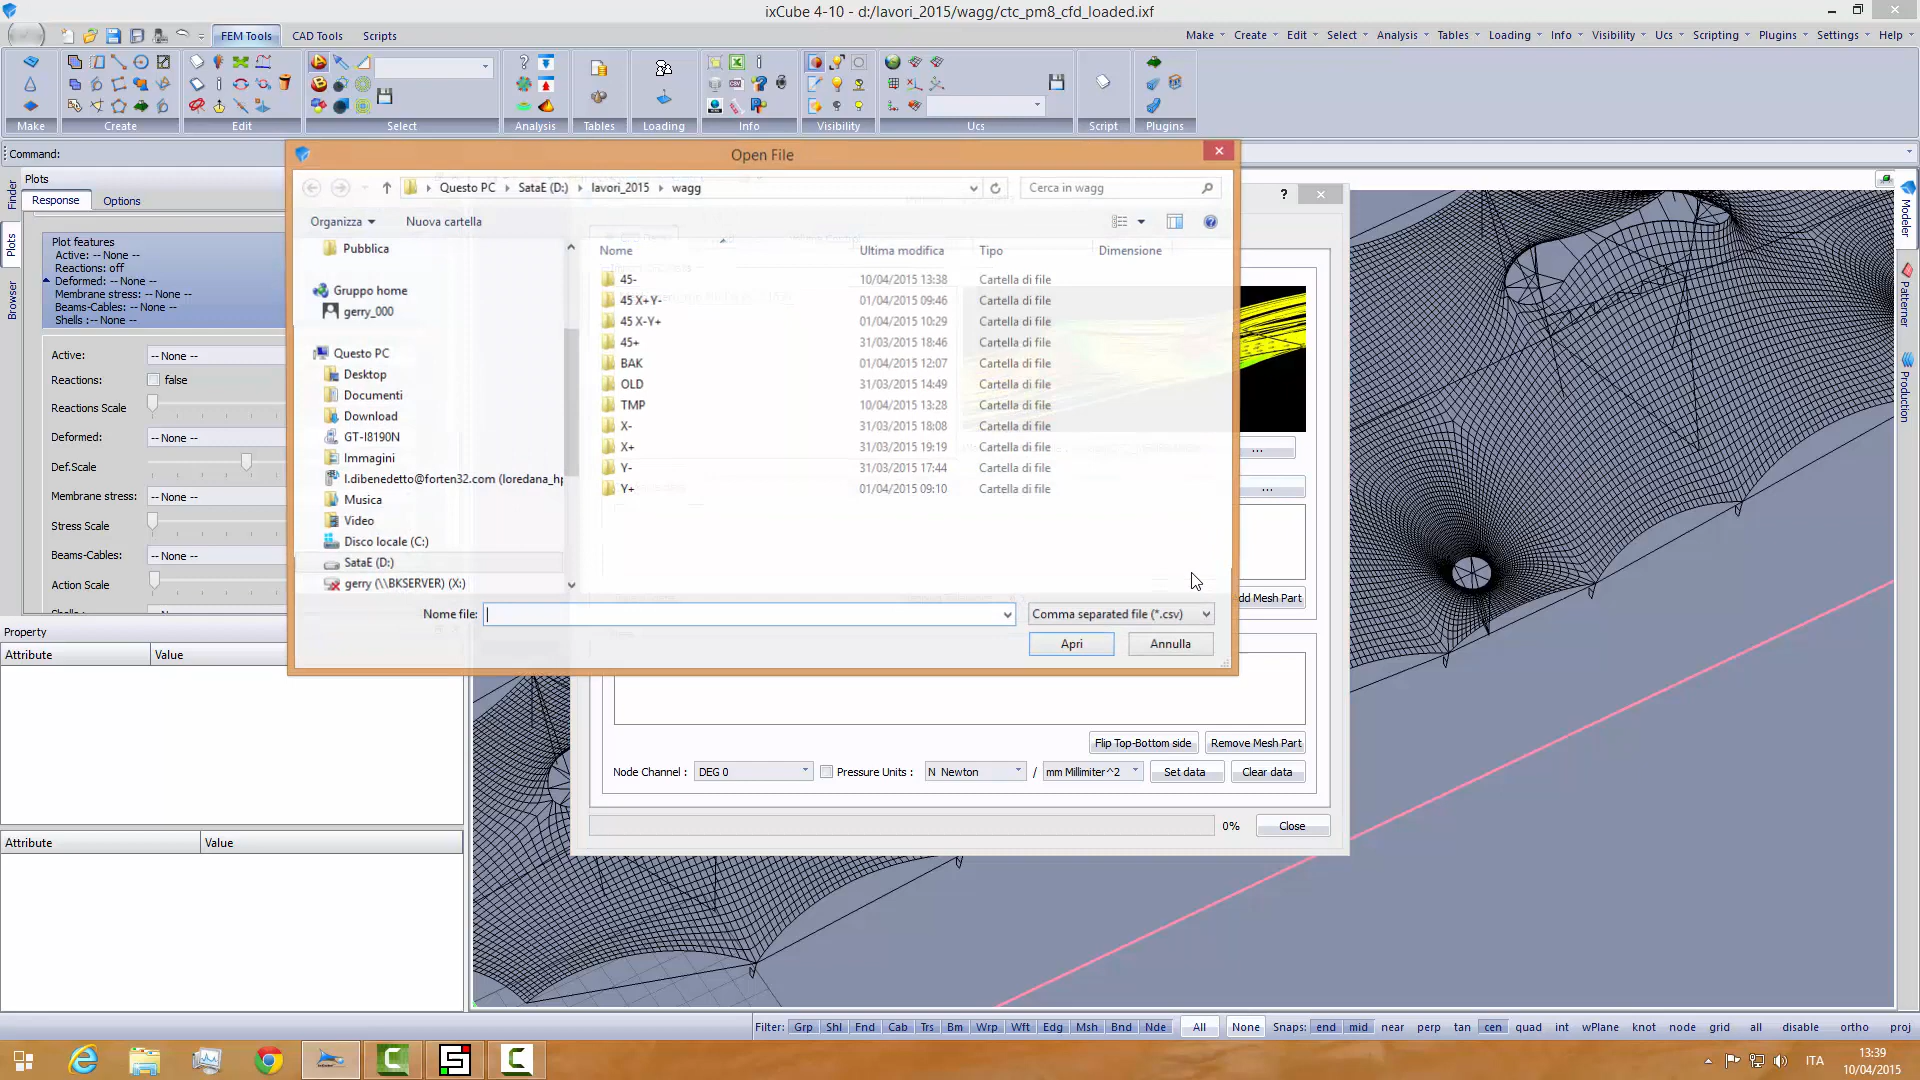 ixCube 4-10 - d:/lavori_2015/wagg/ctc_pm8_cfd_loaded.ixf
FEM Tools CAD Tools Scripts
Make Create Edit Select Analysis Tables Loading Info Visibility Ucs Scripting Plugins Settings Help
Make Create Edit Select Analysis Tables Loading Info Visibility Ucs Script Plugins
Command:
Finder
Plots
Browser
Plots
Response Options
Plot features
Active: -- None --
Reactions: off
Deformed: -- None --
Membrane stress: -- None --
Beams-Cables: -- None --
Shells :-- None --
Active: -- None --
Reactions: false
Reactions Scale
Deformed: -- None --
Def.Scale
Membrane stress: -- None --
Stress Scale
Beams-Cables: -- None --
Action Scale
Property
Attribute Value
Attribute Value
Open File
Questo PC SataE (D:) lavori_2015 wagg
Cerca in wagg
Organizza Nuova cartella
Pubblica
Gruppo home
gerry_000
Questo PC
Desktop
Documenti
Download
GT-I8190N
Immagini
l.dibenedetto@forten32.com (loredana_hp
Musica
Video
Disco locale (C:)
SataE (D:)
gerry (\\BKSERVER) (X:)
Nome Ultima modifica Tipo Dimensione
45- 10/04/2015 13:38 Cartella di file
45 X+Y- 01/04/2015 09:46 Cartella di file
45 X-Y+ 01/04/2015 10:29 Cartella di file
45+ 31/03/2015 18:46 Cartella di file
BAK 01/04/2015 12:07 Cartella di file
OLD 31/03/2015 14:49 Cartella di file
TMP 10/04/2015 13:28 Cartella di file
X- 31/03/2015 18:08 Cartella di file
X+ 31/03/2015 19:19 Cartella di file
Y- 31/03/2015 17:44 Cartella di file
Y+ 01/04/2015 09:10 Cartella di file
Nome file: Comma separated file (*.csv)
Apri Annulla
? 
...
...
dd Mesh Part
Flip Top-Bottom side Remove Mesh Part
Node Channel : DEG 0 Pressure Units : N Newton / mm Millimiter^2 Set data Clear data
0% Close
Modeler
Patterner
Production
Filter: Grp Shl Fnd Cab Trs Bm Wrp Wft Edg Msh Bnd Nde All None Snaps: end mid near perp tan cen quad int wPlane knot node grid all disable ortho proj
ITA
13:39
10/04/2015